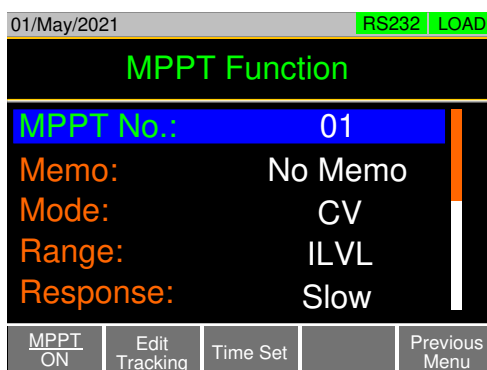 01/May/2021 RS232 LOAD
MPPT Function
MPPT No.: 01
Memo: No Memo
Mode: CV
Range: ILVL
Response: Slow
MPPT ON Edit Tracking Time Set Previous Menu